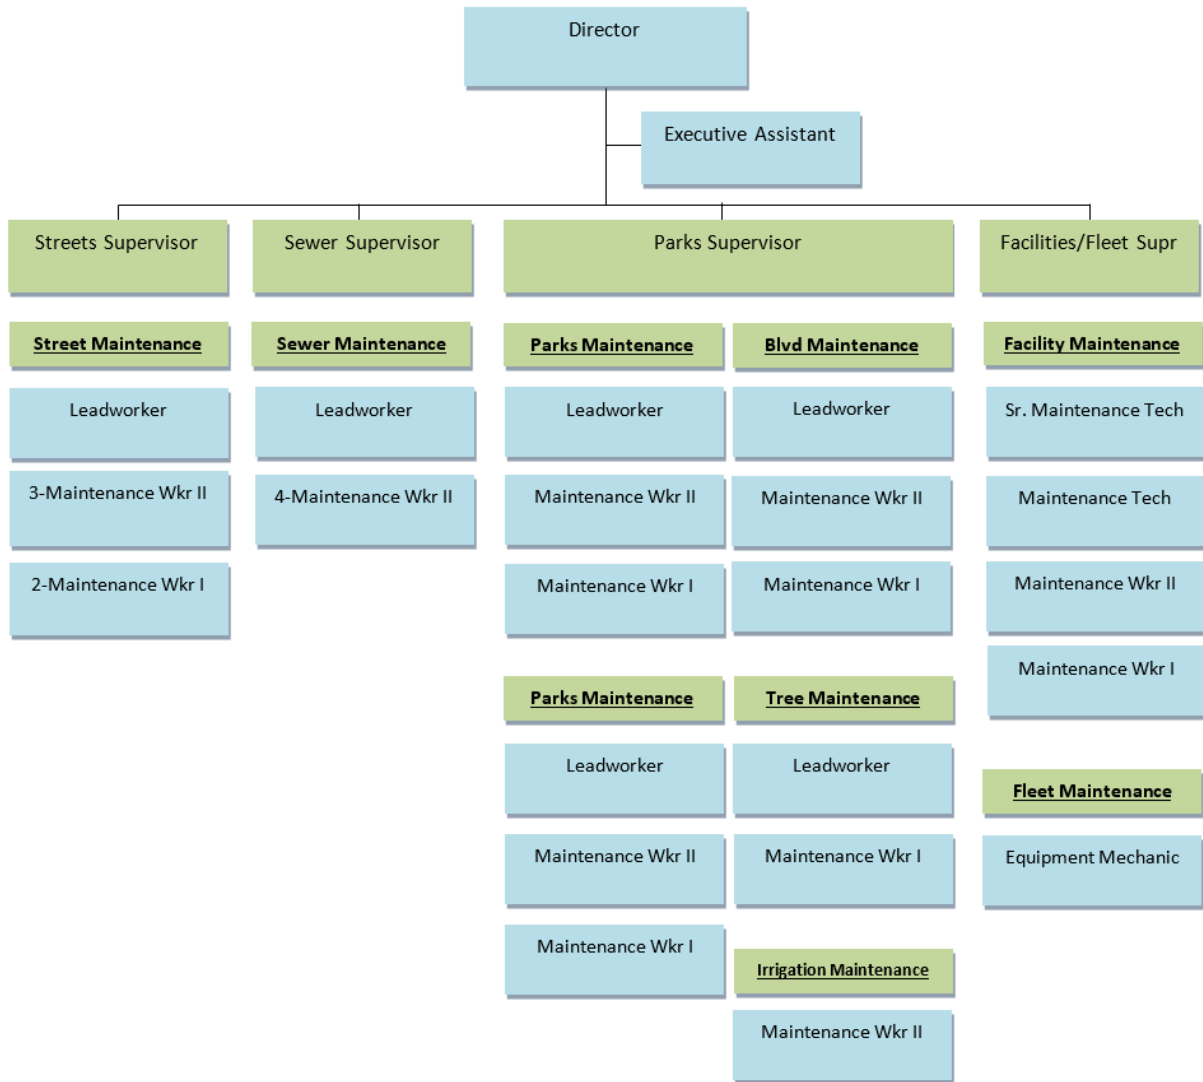 Director
Executive Assistant
Streets Supervisor
Sewer Supervisor
Parks Supervisor
Facilities/Fleet Supr
Street Maintenance
Leadworker
3-Maintenance Wkr II
2-Maintenance Wkr I
Sewer Maintenance
Leadworker
4-Maintenance Wkr II
Parks Maintenance
Leadworker
Maintenance Wkr II
Maintenance Wkr I
Parks Maintenance
Leadworker
Maintenance Wkr II
Maintenance Wkr I
Blvd Maintenance
Leadworker
Maintenance Wkr II
Maintenance Wkr I
Tree Maintenance
Leadworker
Maintenance Wkr I
Irrigation Maintenance
Maintenance Wkr II
Facility Maintenance
Sr. Maintenance Tech
Maintenance Tech
Maintenance Wkr II
Maintenance Wkr I
Fleet Maintenance
Equipment Mechanic